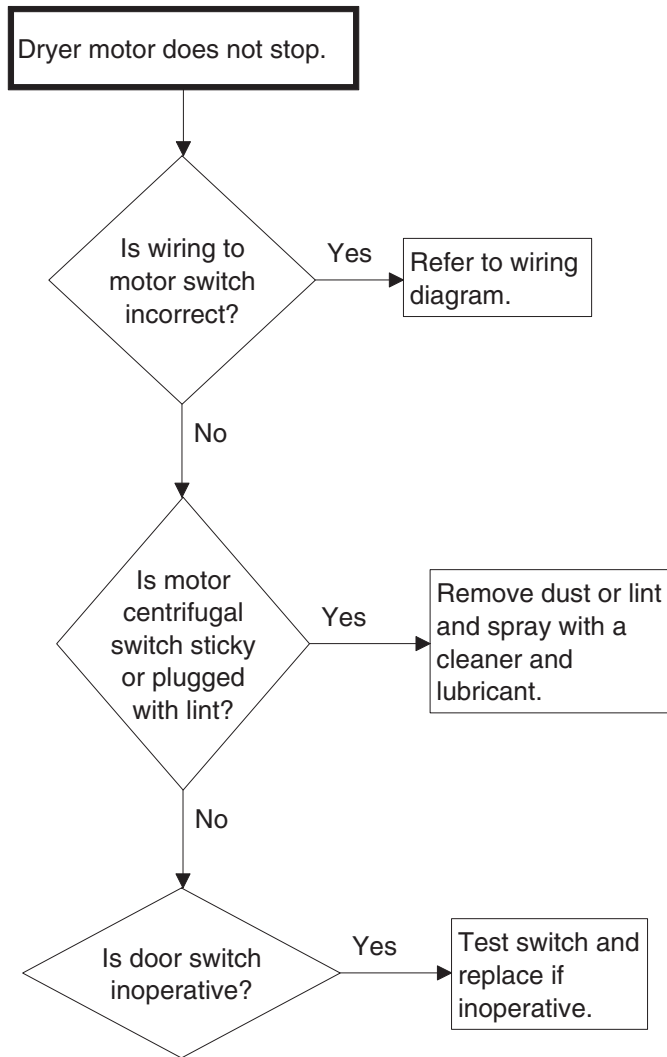 Dryer motor does not stop.
Is wiring to
motor switch
incorrect?
Yes
Refer to wiring
diagram.
No
Is motor
centrifugal
switch sticky
or plugged
with lint?
Yes
Remove dust or lint
and spray with a
cleaner and
lubricant.
No
Is door switch
inoperative?
Yes
Test switch and
replace if
inoperative.